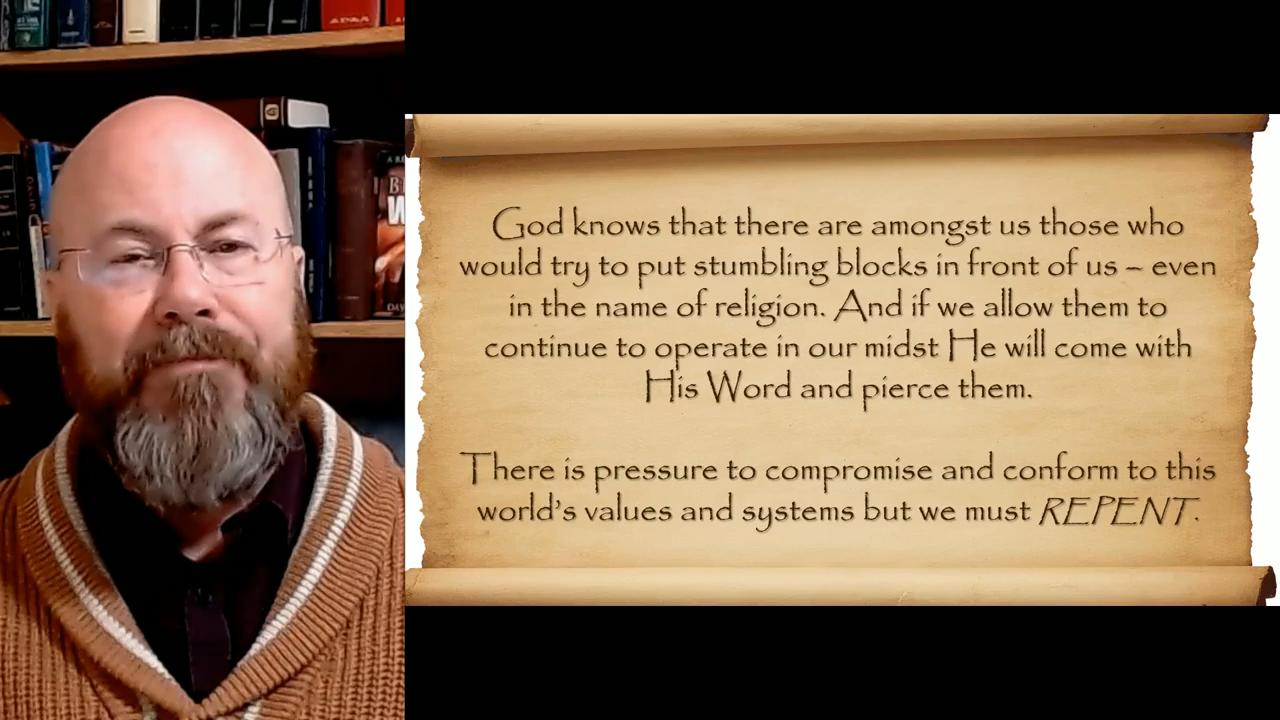 God knows that there are amongst us those who
would try to put stumbling blocks in front of us – even
in the name of religion. And if we allow them to
continue to operate in our midst He will come with
His Word and pierce them.
There is pressure to compromise and conform to this
world's values and systems but we must REPENT.